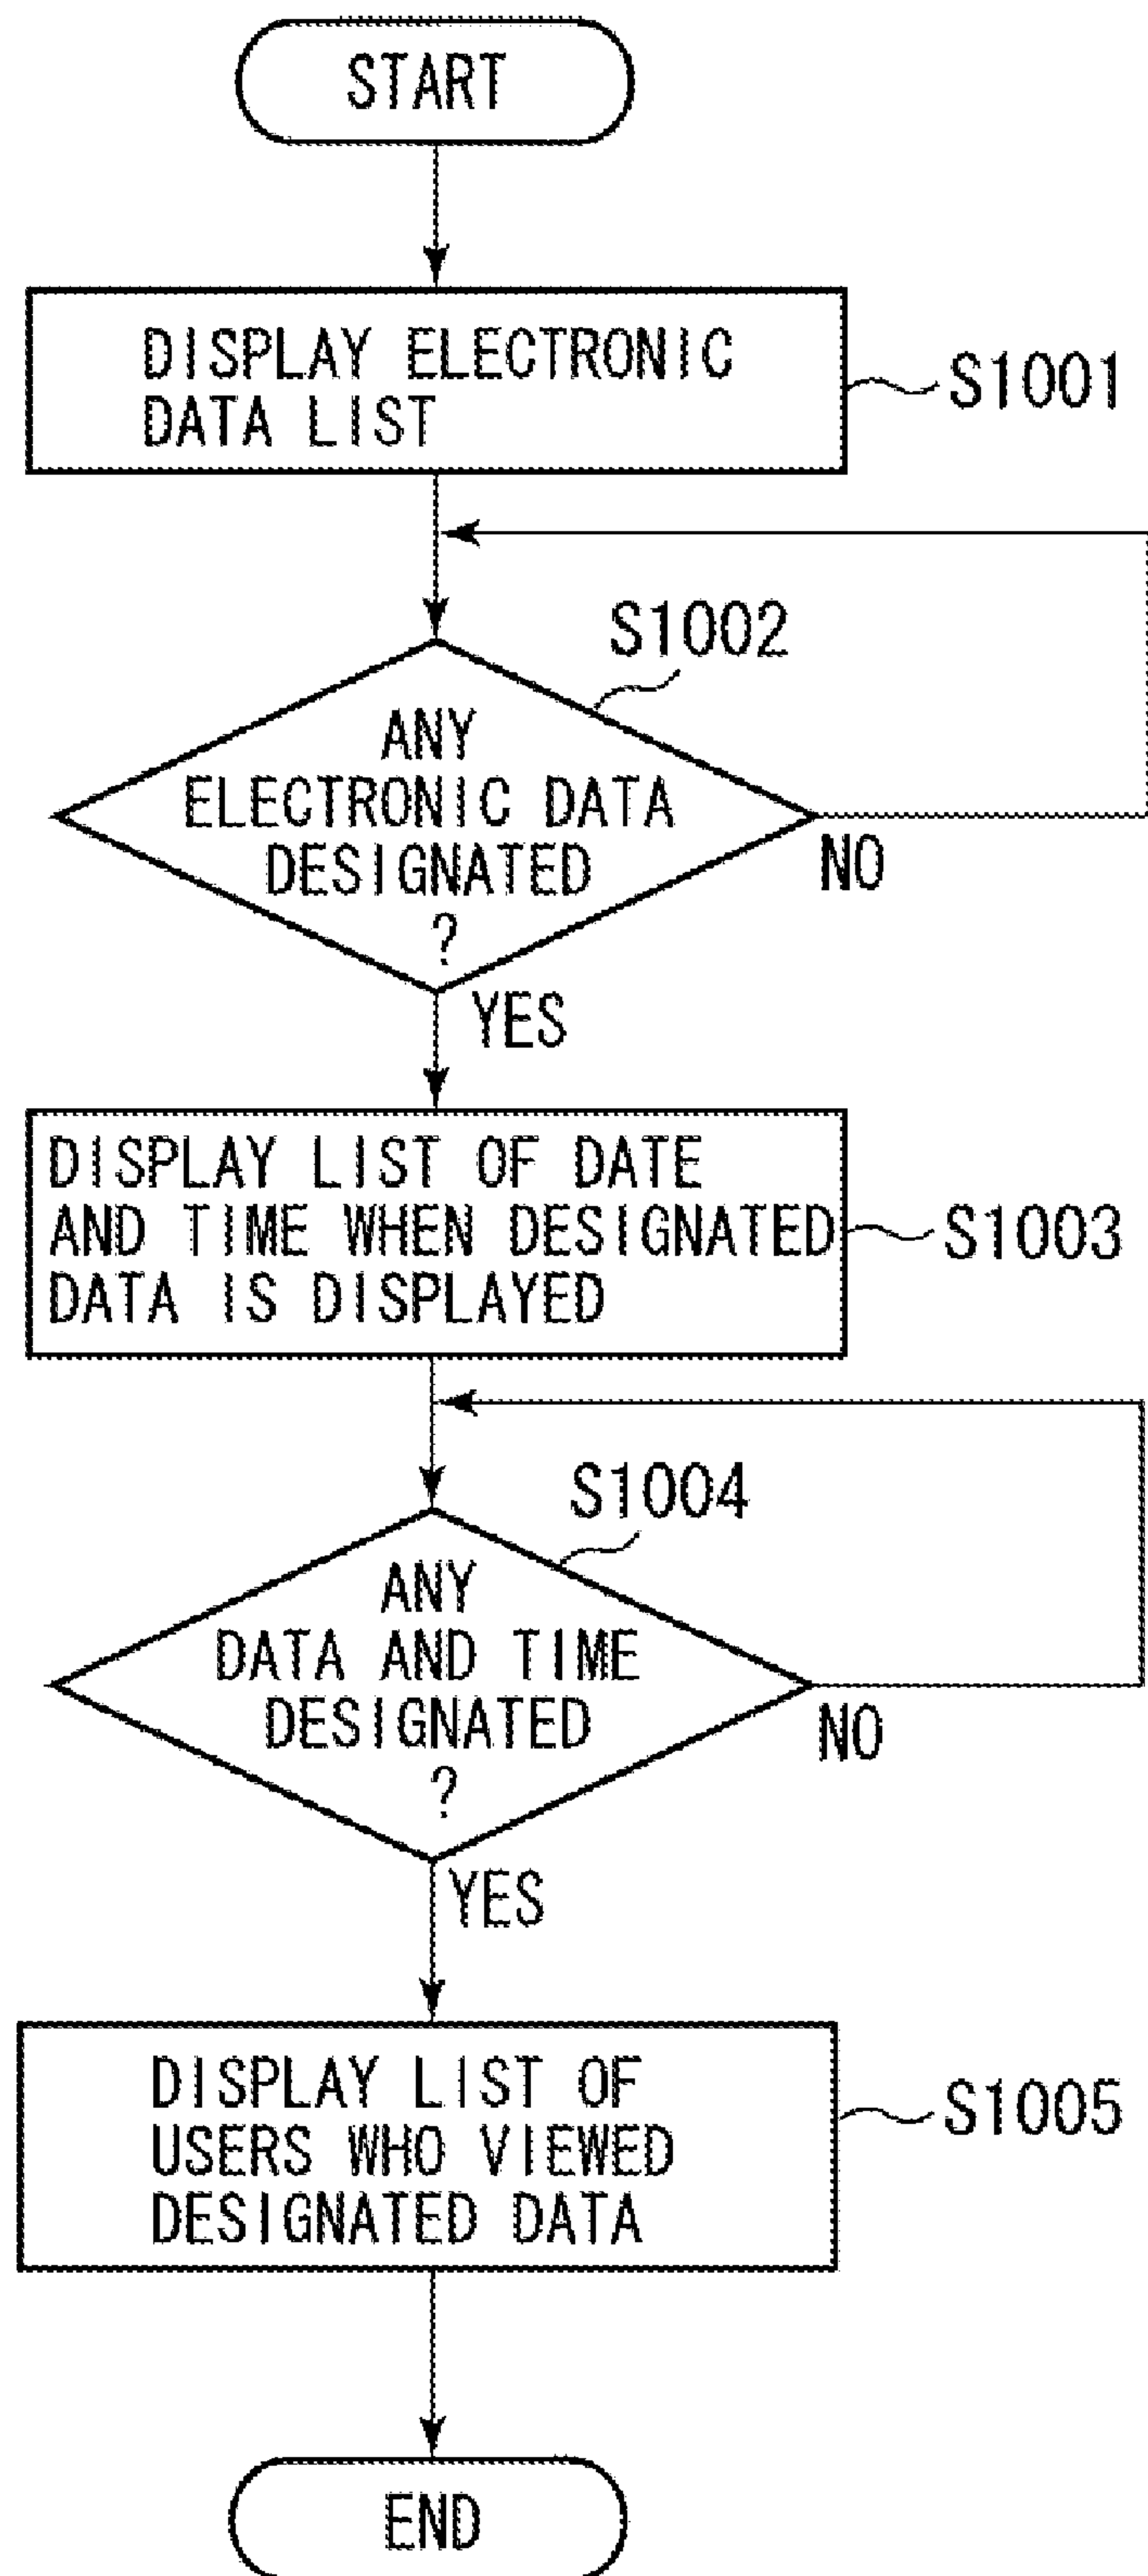 START
DISPLAY ELECTRONIC
DATA LIST
S1001
S1002
ANY
ELECTRONIC DATA
DESIGNATED
?
NO
YES
DISPLAY LIST OF DATE
AND TIME WHEN DESIGNATED
DATA IS DISPLAYED
S1003
S1004
ANY
DATA AND TIME
DESIGNATED
?
NO
YES
DISPLAY LIST OF
USERS WHO VIEWED
DESIGNATED DATA
S1005
END